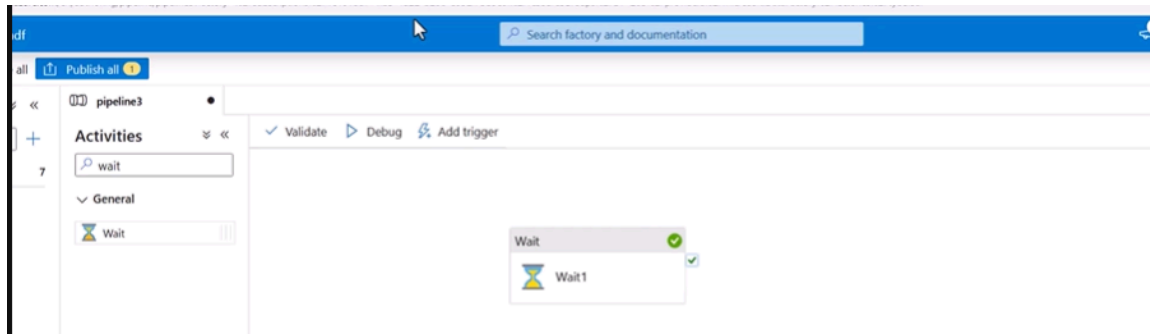 df
Search factory and documentation
all Publish all 1
pipeline3
Activities
Validate Debug Add trigger
wait
7
General
Wait
Wait
Wait1